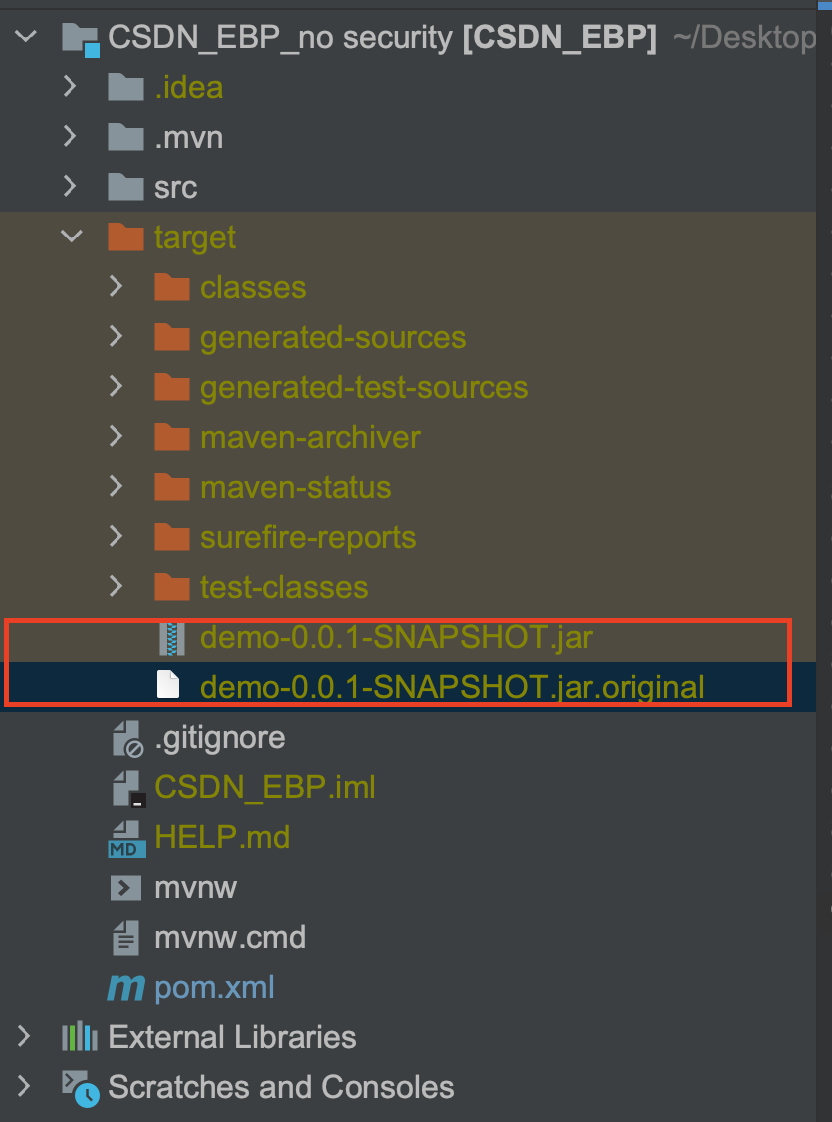 CSDN_EBP_no security [CSDN_EBP] ~/Desktop
.idea
.mvn
src
target
classes
generated-sources
generated-test-sources
maven-archiver
maven-status
surefire-reports
test-classes
demo-0.0.1-SNAPSHOT.jar
demo-0.0.1-SNAPSHOT.jar.original
.gitignore
CSDN_EBP.iml
MD HELP.md
mvnw
mvnw.cmd
m pom.xml
External Libraries
Scratches and Consoles